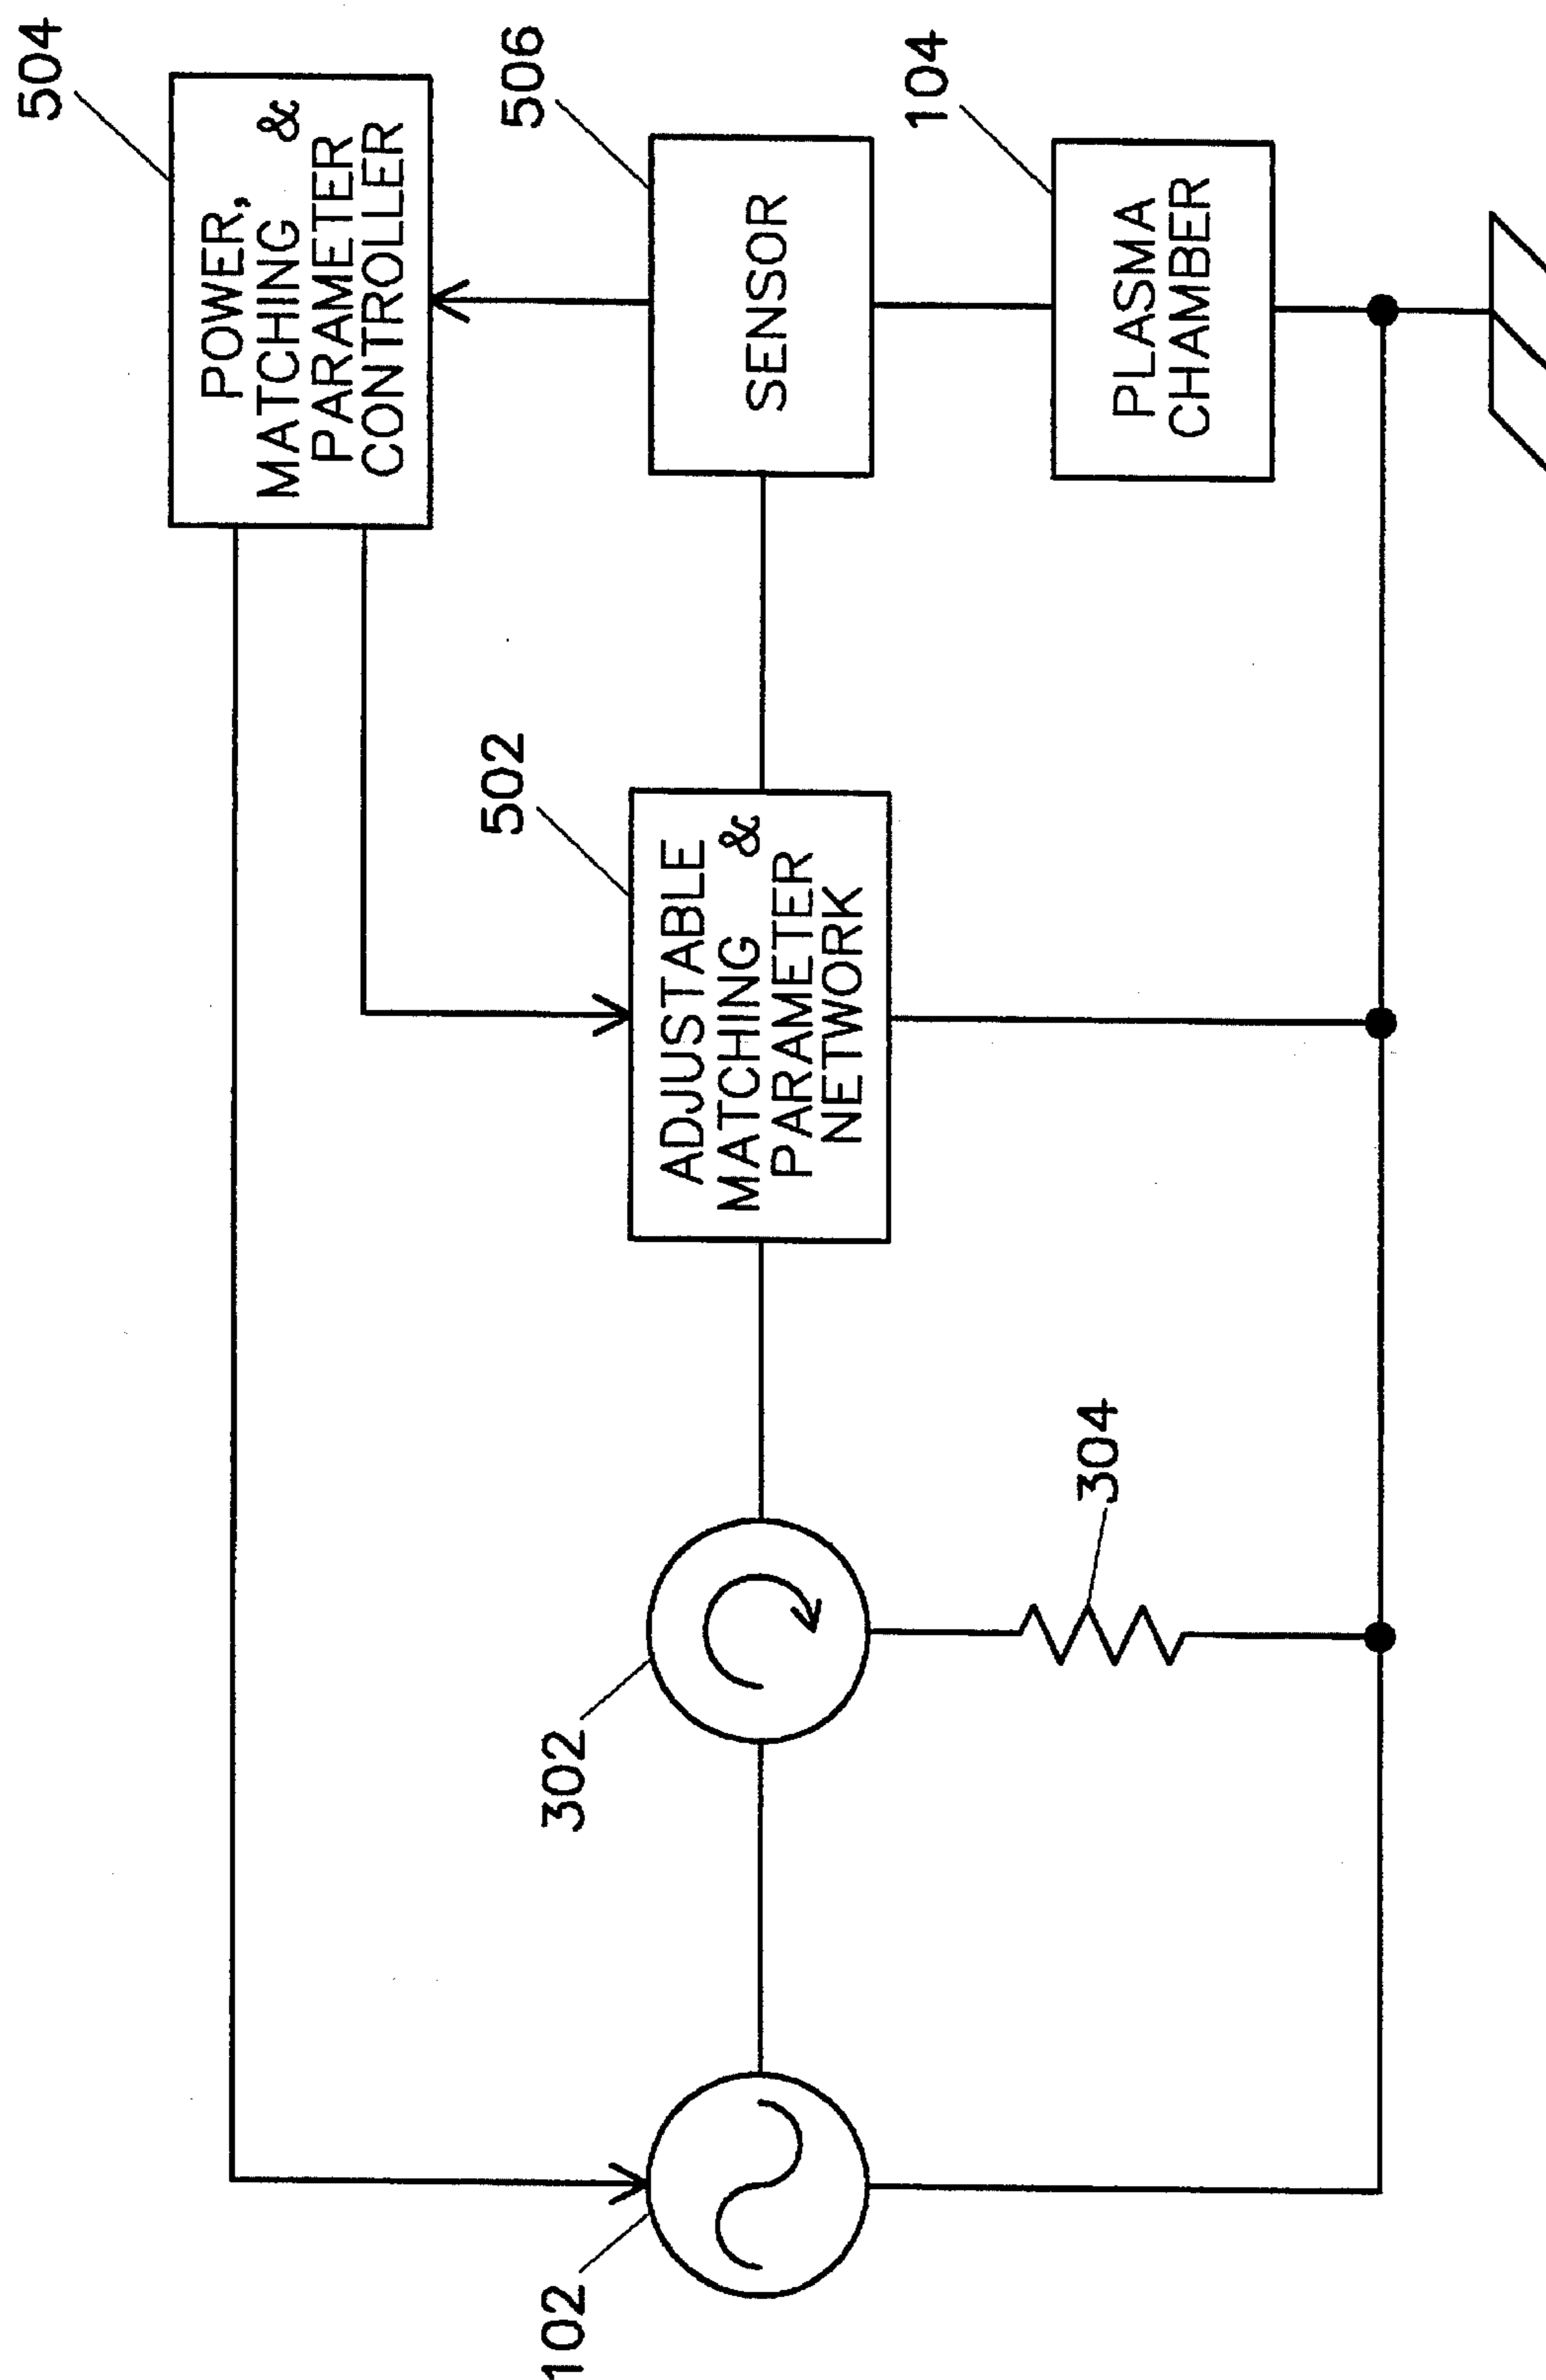 504
POWER,
MATCHING &
PARAMETER
CONTROLLER
506
SENSOR
104
PLASMA
CHAMBER
502
ADJUSTABLE
MATCHING &
PARAMETER
NETWORK
302
304
102